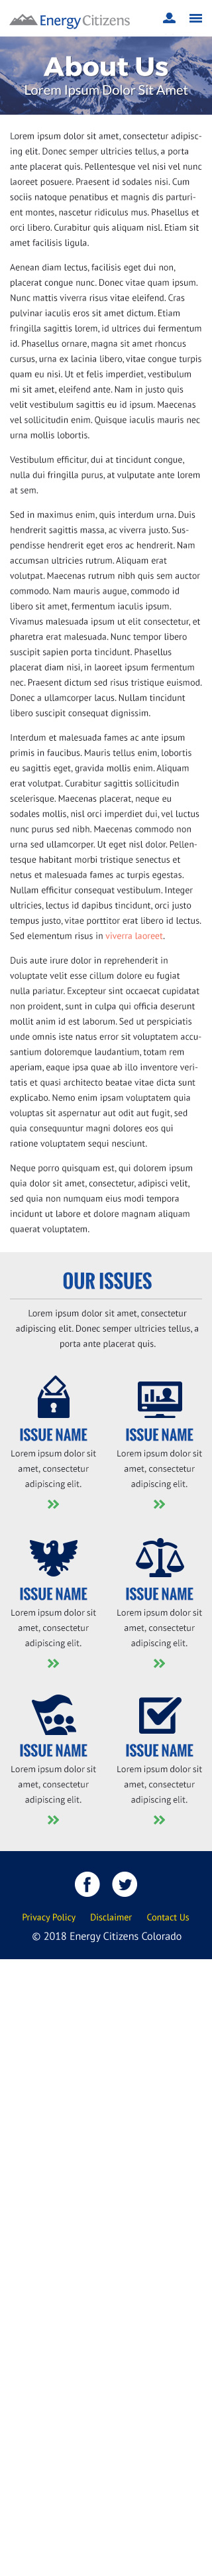 Energy Citizens
About Us
Lorem Ipsum Dolor Sit Amet
Lorem ipsum dolor sit amet, consectetur adipisc-
ing elit. Donec semper ultricies tellus, a porta
ante placerat quis. Pellentesque vel nisi vel nunc
laoreet posuere. Praesent id sodales nisi. Cum
sociis natoque penatibus et magnis dis parturi-
ent montes, nascetur ridiculus mus. Phasellus et
orci libero. Curabitur quis aliquam nisl. Etiam sit
amet facilisis ligula.
Aenean diam lectus, facilisis eget dui non,
placerat congue nunc. Donec vitae quam ipsum.
Nunc mattis viverra risus vitae eleifend. Cras
pulvinar iaculis eros sit amet dictum. Etiam
fringilla sagittis lorem, id ultrices dui fermentum
id. Phasellus ornare, magna sit amet rhoncus
cursus, urna ex lacinia libero, vitae congue turpis
quam eu nisi. Ut et felis imperdiet, vestibulum
mi sit amet, eleifend ante. Nam in justo quis
velit vestibulum sagittis eu id ipsum. Maecenas
vel sollicitudin enim. Quisque iaculis mauris nec
urna mollis lobortis.
Vestibulum efficitur, dui at tincidunt congue,
nulla dui fringilla purus, at vulputate ante lorem
at sem.
Sed in maximus enim, quis interdum urna. Duis
hendrerit sagittis massa, ac viverra justo. Sus-
pendisse hendrerit eget eros ac hendrerit. Nam
accumsan ultricies rutrum. Aliquam erat
volutpat. Maecenas rutrum nibh quis sem auctor
commodo. Nam mauris augue, commodo id
libero sit amet, fermentum iaculis ipsum.
Vivamus malesuada ipsum ut elit consectetur, et
pharetra erat malesuada. Nunc tempor libero
suscipit sapien porta tincidunt. Phasellus
placerat diam nisi, in laoreet ipsum fermentum
nec. Praesent dictum sed risus tristique euismod.
Donec a ullamcorper lacus. Nullam tincidunt
libero suscipit consequat dignissim.
Interdum et malesuada fames ac ante ipsum
primis in faucibus. Mauris tellus enim, lobortis
eu sagittis eget, gravida mollis enim. Aliquam
erat volutpat. Curabitur sagittis sollicitudin
scelerisque. Maecenas placerat, neque eu
sodales mollis, nisl orci imperdiet dui, vel luctus
nunc purus sed nibh. Maecenas commodo non
urna sed ullamcorper. Ut eget nisl dolor. Pellen-
tesque habitant morbi tristique senectus et
netus et malesuada fames ac turpis egestas.
Nullam efficitur consequat vestibulum. Integer
ultricies, lectus id dapibus tincidunt, orci justo
tempus justo, vitae porttitor erat libero id lectus.
Sed elementum risus in viverra laoreet.
Duis aute irure dolor in reprehenderit in
voluptate velit esse cillum dolore eu fugiat
nulla pariatur. Excepteur sint occaecat cupidatat
non proident, sunt in culpa qui officia deserunt
mollit anim id est laborum. Sed ut perspiciatis
unde omnis iste natus error sit voluptatem accu-
santium doloremque laudantium, totam rem
aperiam, eaque ipsa quae ab illo inventore veri-
tatis et quasi architecto beatae vitae dicta sunt
explicabo. Nemo enim ipsam voluptatem quia
voluptas sit aspernatur aut odit aut fugit, sed
quia consequuntur magni dolores eos qui
ratione voluptatem sequi nesciunt.
Neque porro quisquam est, qui dolorem ipsum
quia dolor sit amet, consectetur, adipisci velit,
sed quia non numquam eius modi tempora
incidunt ut labore et dolore magnam aliquam
quaerat voluptatem.
OUR ISSUES
Lorem ipsum dolor sit amet, consectetur
adipiscing elit. Donec semper ultricies tellus, a
porta ante placerat quis.
ISSUE NAME
Lorem ipsum dolor sit
amet, consectetur
adipiscing elit.
ISSUE NAME
Lorem ipsum dolor sit
amet, consectetur
adipiscing elit.
ISSUE NAME
Lorem ipsum dolor sit
amet, consectetur
adipiscing elit.
ISSUE NAME
Lorem ipsum dolor sit
amet, consectetur
adipiscing elit.
ISSUE NAME
Lorem ipsum dolor sit
amet, consectetur
adipiscing elit.
ISSUE NAME
Lorem ipsum dolor sit
amet, consectetur
adipiscing elit.
Privacy Policy Disclaimer Contact Us
© 2018 Energy Citizens Colorado